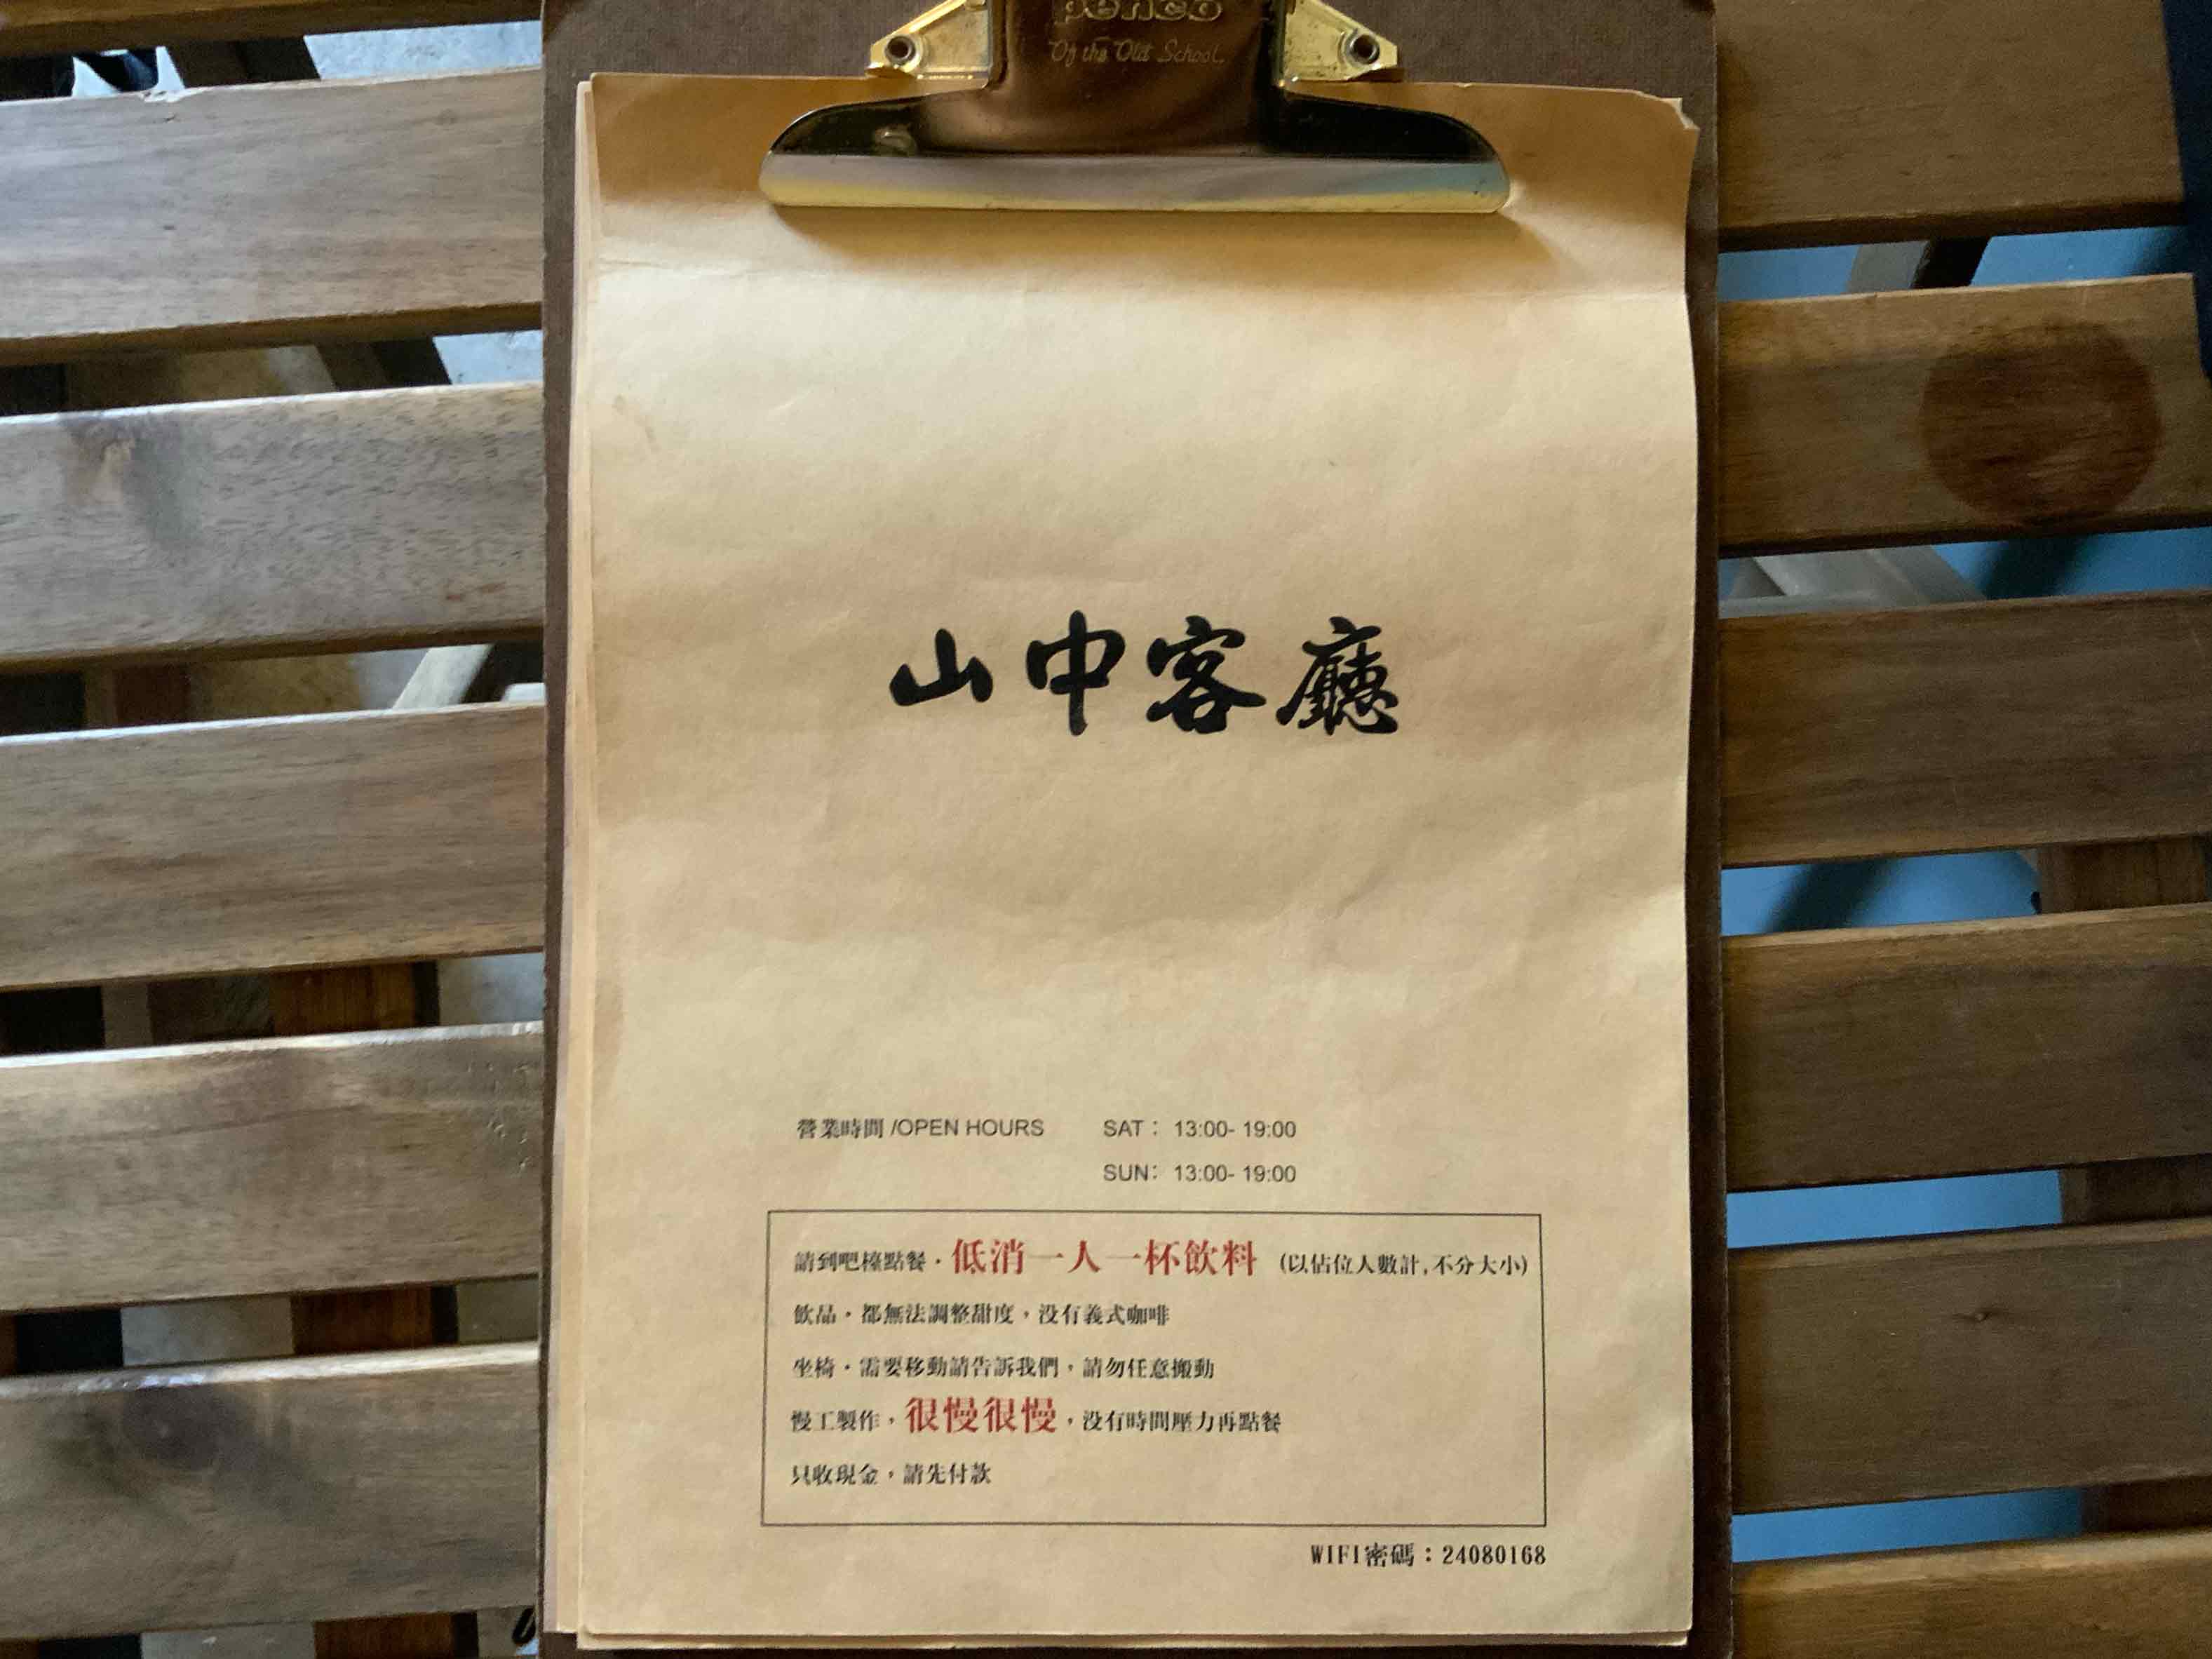 penco
Of the Old School.
山中客廳
營業時間 /OPEN HOURS SAT： 13:00- 19:00
SUN： 13:00- 19:00
請到吧檯點餐・低消一人一杯飲料 (以佔位人數計,不分大小)
飲品・都無法調整甜度，沒有義式咖啡
坐椅・需要移動請告訴我們，請勿任意搬動
慢工製作，很慢很慢，沒有時間壓力再點餐
只收現金，請先付款
WIFI密碼：24080168